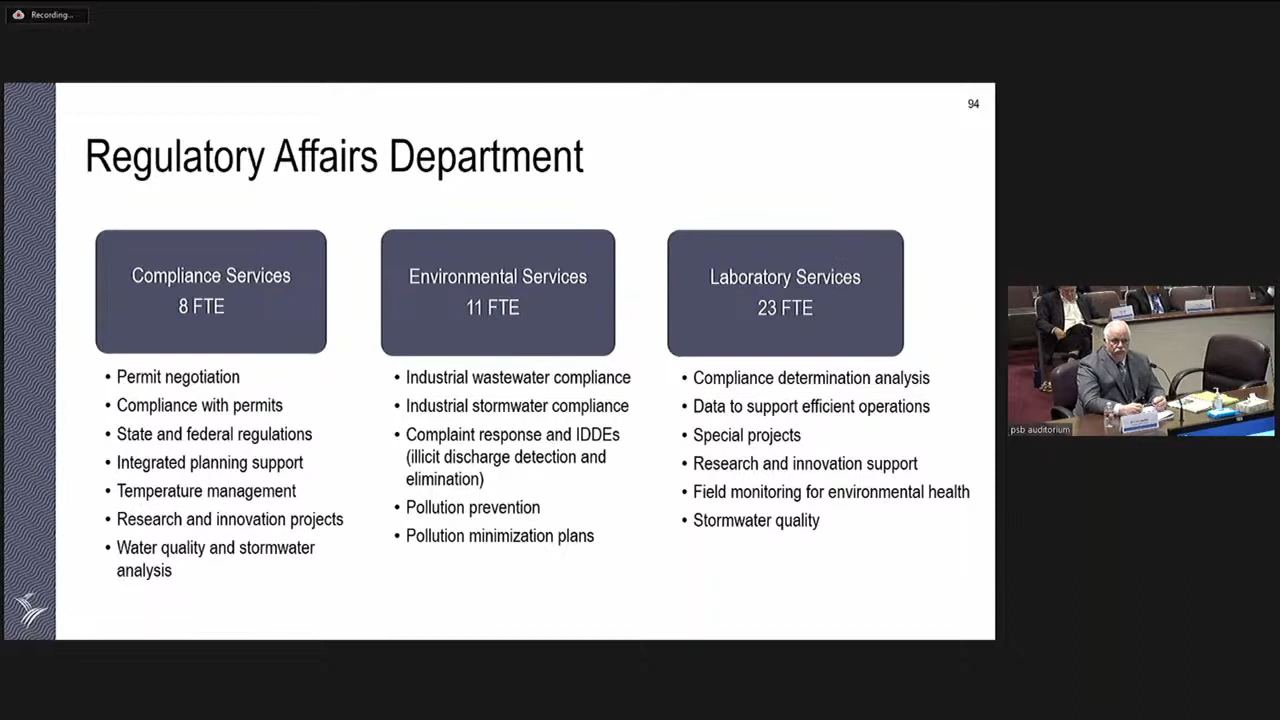 Recording...
94
Regulatory Affairs Department
Compliance Services
8 FTE
• Permit negotiation
• Compliance with permits
• State and federal regulations
• Integrated planning support
• Temperature management
• Research and innovation projects
• Water quality and stormwater
analysis
Environmental Services
11 FTE
• Industrial wastewater compliance
• Industrial stormwater compliance
• Complaint response and IDDEs
(illicit discharge detection and
elimination)
• Pollution prevention
• Pollution minimization plans
Laboratory Services
23 FTE
• Compliance determination analysis
• Data to support efficient operations
• Special projects
• Research and innovation support
• Field monitoring for environmental health
• Stormwater quality
psb auditorium